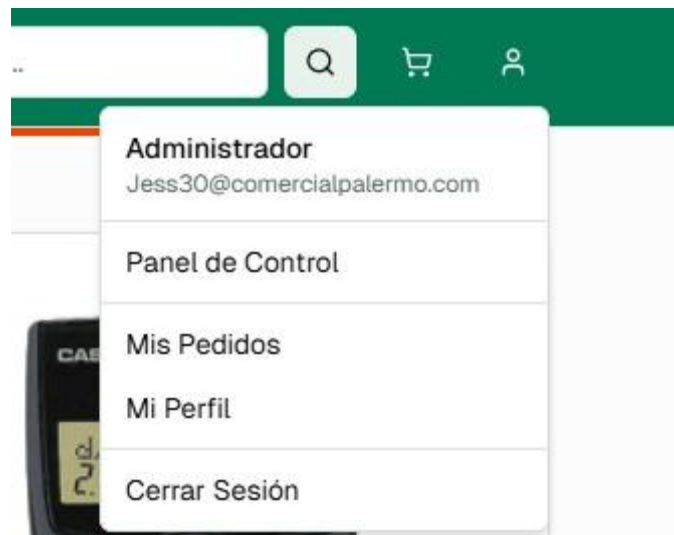 ..
Administrador
Jess30@comercialpalermo.com
Panel de Control
Mis Pedidos
Mi Perfil
Cerrar Sesión